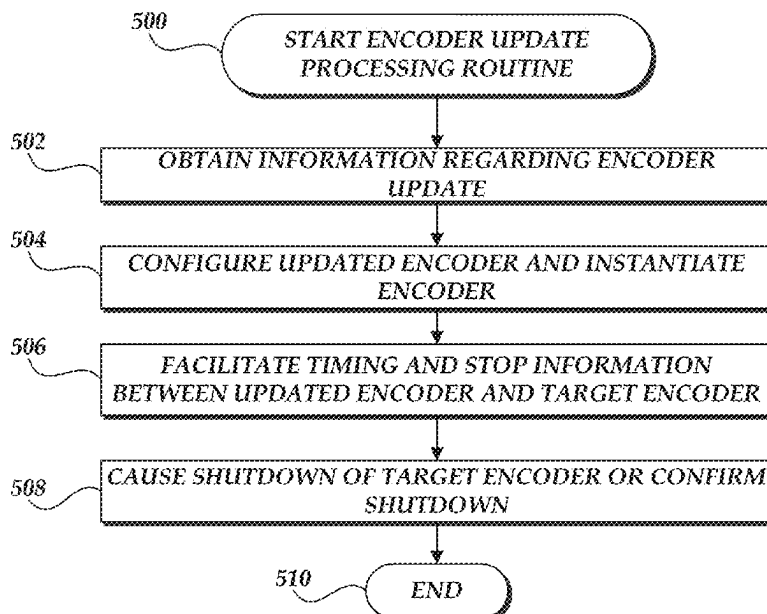 500
START ENCODER UPDATE
PROCESSING ROUTINE
502
OBTAIN INFORMATION REGARDING ENCODER
UPDATE
504
CONFIGURE UPDATED ENCODER AND INSTANTIATE
ENCODER
506
FACILITATE TIMING AND STOP INFORMATION
BETWEEN UPDATED ENCODER AND TARGET ENCODER
508
CAUSE SHUTDOWN OF TARGET ENCODER OR CONFIRM
SHUTDOWN
510
END